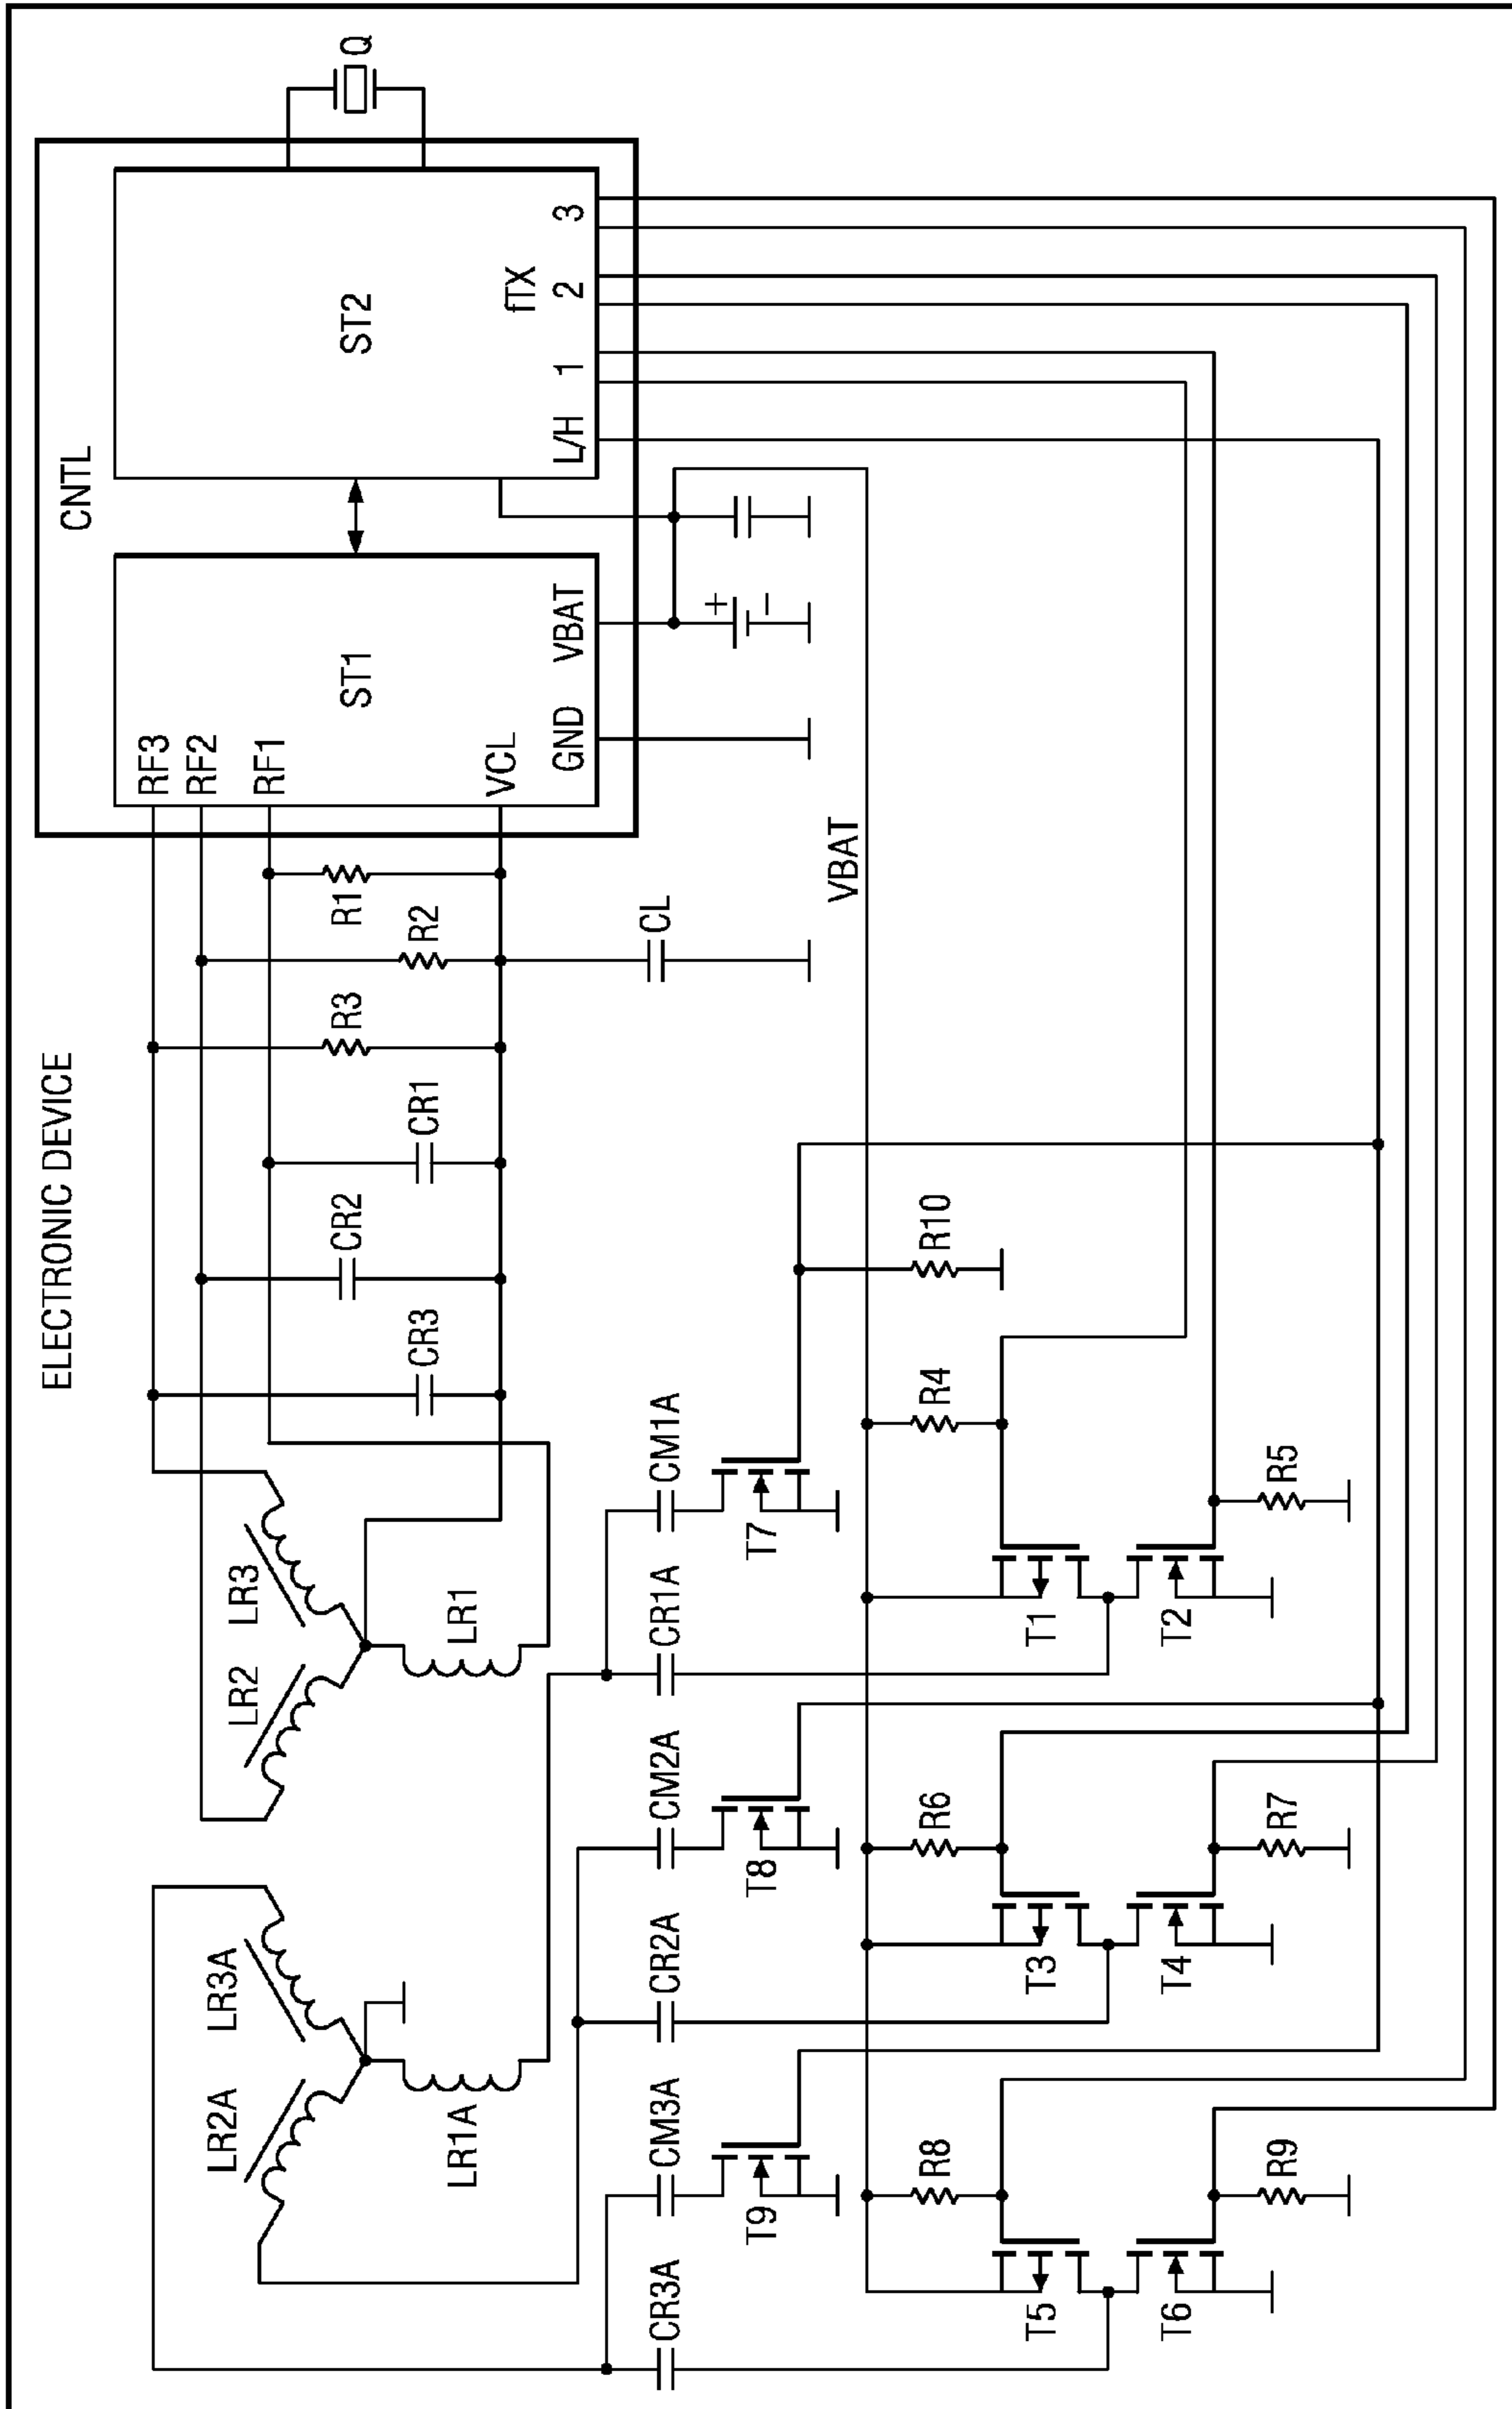 ELECTRONIC DEVICE
CNTL
Q
ST2
fTX
L/H
1
2
3
ST1
RF3
RF2
RF1
VCL
GND
VBAT
+
−
R1
R2
R3
CL
VBAT
CR1
CR2
CR3
LR3
LR2
LR1
LR3A
LR2A
LR1A
CM1A
CR1A
CM2A
CR2A
CM3A
CR3A
T7
T8
T9
R10
R4
R5
T1
T2
R6
R7
T3
T4
R8
R9
T5
T6